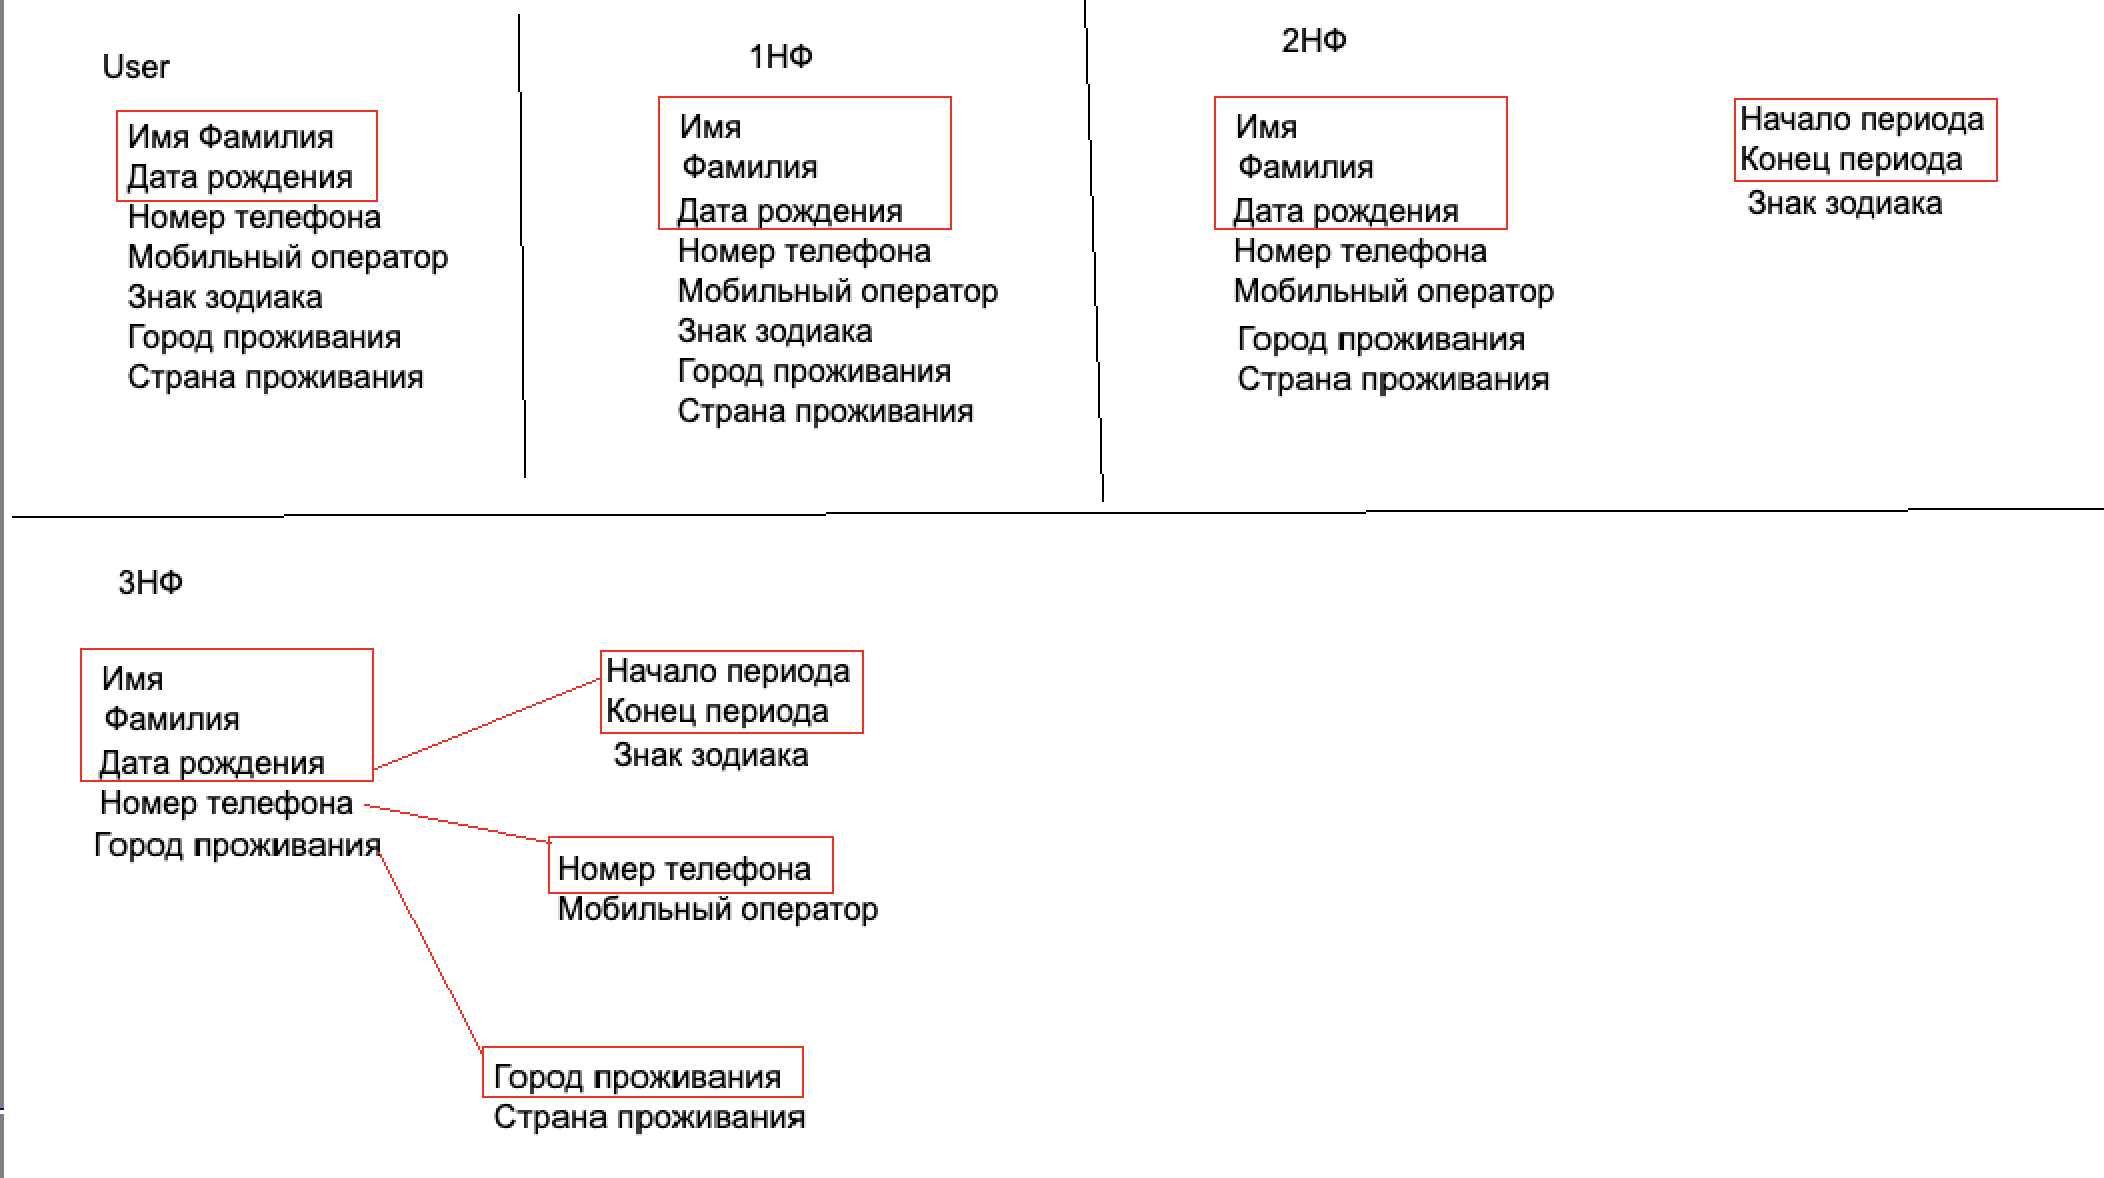 User
Имя Фамилия
Дата рождения
Номер телефона
Мобильный оператор
Знак зодиака
Город проживания
Страна проживания
1НФ
Имя
Фамилия
Дата рождения
Номер телефона
Мобильный оператор
Знак зодиака
Город проживания
Страна проживания
2НФ
Имя
Фамилия
Дата рождения
Номер телефона
Мобильный оператор
Город проживания
Страна проживания
Начало периода
Конец периода
Знак зодиака
3НФ
Имя
Фамилия
Дата рождения
Номер телефона
Город проживания
Начало периода
Конец периода
Знак зодиака
Номер телефона
Мобильный оператор
Город проживания
Страна проживания